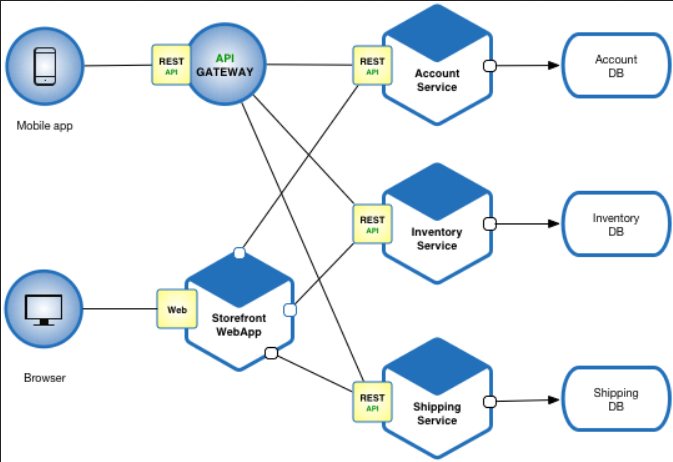 Mobile app
REST
API
API
GATEWAY
REST
API
Account
Service
Account
DB
REST
API
Inventory
Service
Inventory
DB
Browser
Web
Storefront
WebApp
REST
API
Shipping
Service
Shipping
DB